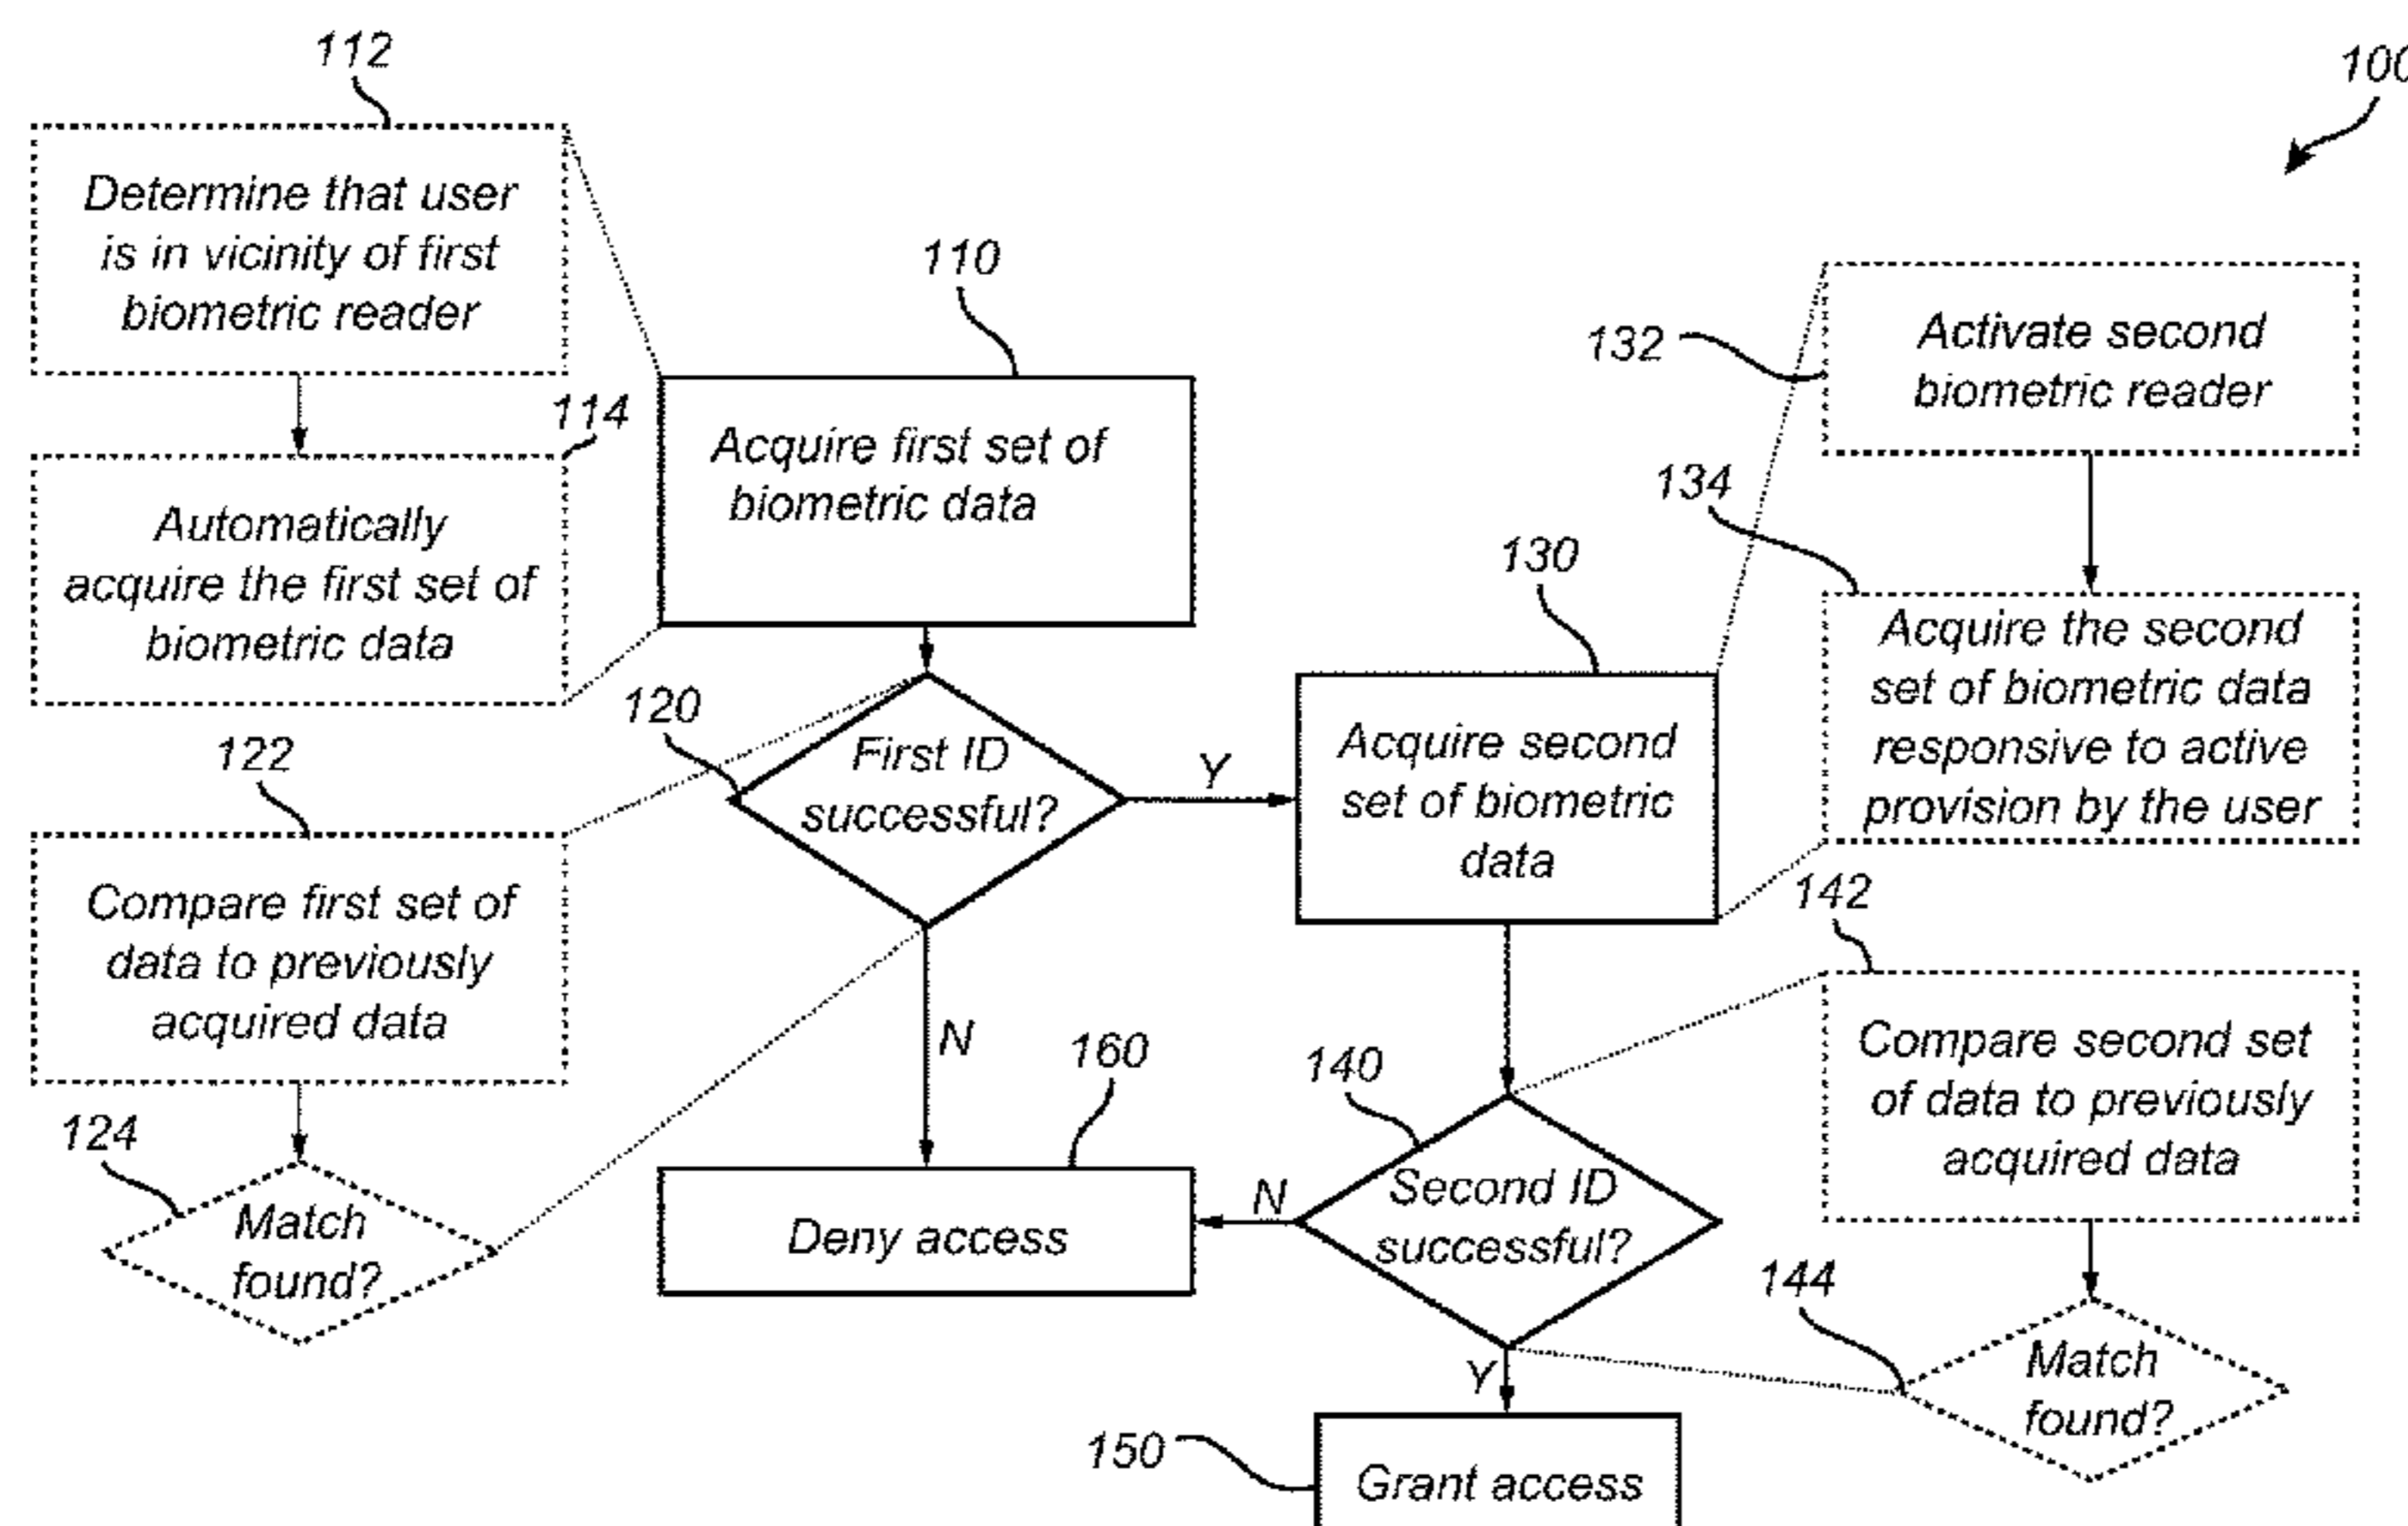 112
100
Determine that user
is in vicinity of first
biometric reader
110
132
Activate second
biometric reader
114
Acquire first set of
biometric data
134
Automatically
acquire the first set of
biometric data
130
Acquire the second
set of biometric data
responsive to active
provision by the user
120
First ID
successful?
Y
Acquire second
set of biometric
data
122
142
Compare first set of
data to previously
acquired data
N
160
140
Compare second set
of data to previously
acquired data
124
Match
found?
Deny access
N
Second ID
successful?
144
Match
found?
Y
150
Grant access